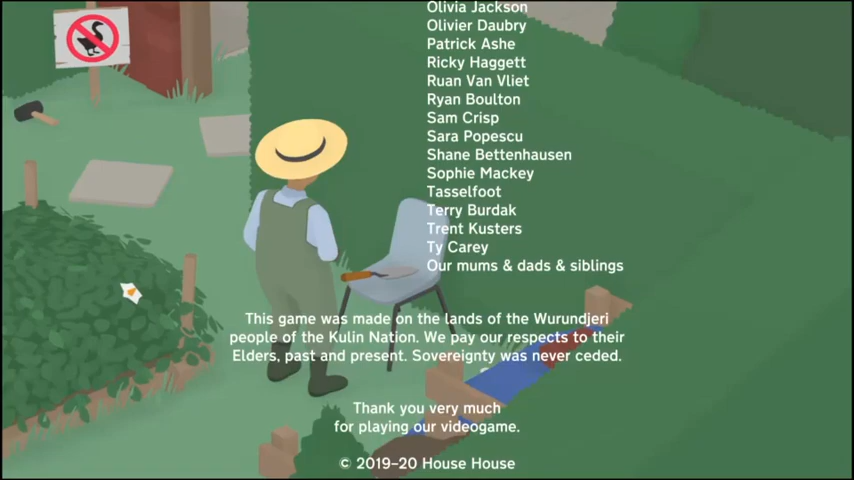 Olivia Jackson
Olivier Daubry
Patrick Ashe
Ricky Haggett
Ruan Van Vliet
Ryan Boulton
Sam Crisp
Sara Popescu
Shane Bettenhausen
Sophie Mackey
Tasselfoot
Terry Burdak
Trent Kusters
Ty Carey
Our mums & dads & siblings
This game was made on the lands of the Wurundjeri
people of the Kulin Nation. We pay our respects to their
Elders, past and present. Sovereignty was never ceded.
Thank you very much
for playing our videogame.
© 2019-20 House House